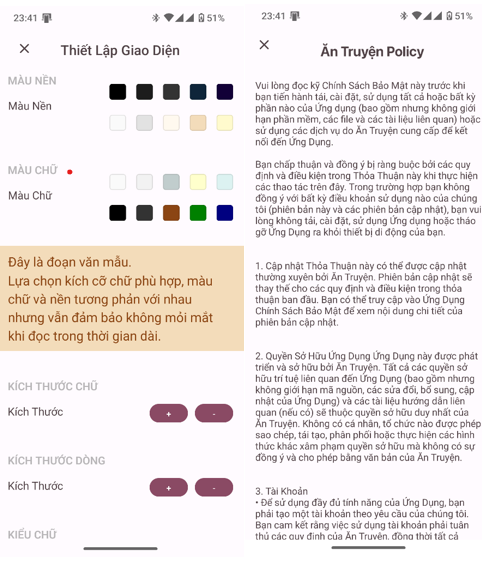 23:41
51%
Thiết Lập Giao Diện
MÀU NỀN
Màu Nền
MÀU CHỮ
Màu Chữ
Đây là đoạn văn mẫu.
Lựa chọn kích cỡ chữ phù hợp, màu
chữ và nền tương phản với nhau
nhưng vẫn đảm bảo không mỏi mắt
khi đọc trong thời gian dài.
KÍCH THƯỚC CHỮ
Kích Thước
+ -
KÍCH THƯỚC DÒNG
Kích Thước
+ -
KIỂU CHỮ
23:41
51%
Ăn Truyện Policy
Vui lòng đọc kỹ Chính Sách Bảo Mật này trước khi
bạn tiến hành tải, cài đặt, sử dụng tất cả hoặc bất kỳ
phần nào của Ứng dụng (bao gồm nhưng không giới
hạn phần mềm, các file và các tài liệu liên quan) hoặc
sử dụng các dịch vụ do Ăn Truyện cung cấp để kết
nối đến Ứng Dụng.
Bạn chấp thuận và đồng ý bị ràng buộc bởi các quy
định và điều kiện trong Thỏa Thuận này khi thực hiện
các thao tác trên đây. Trong trường hợp bạn không
đồng ý với bất kỳ điều khoản sử dụng nào của chúng
tôi (phiên bản này và các phiên bản cập nhật), bạn vui
lòng không tải, cài đặt, sử dụng Ứng dụng hoặc tháo
gỡ Ứng Dụng ra khỏi thiết bị di động của bạn.
1. Cập nhật Thỏa Thuận này có thể được cập nhật
thường xuyên bởi Ăn Truyện. Phiên bản cập nhật sẽ
thay thế cho các quy định và điều kiện trong thỏa
thuận ban đầu. Bạn có thể truy cập vào Ứng Dụng
Chính Sách Bảo Mật để xem nội dung chi tiết của
phiên bản cập nhật.
2. Quyền Sở Hữu Ứng Dụng Ứng Dụng này được phát
triển và sở hữu bởi Ăn Truyện. Tất cả các quyền sở
hữu trí tuệ liên quan đến Ứng Dụng (bao gồm nhưng
không giới hạn mã nguồn, các sửa đổi, bổ sung, cập
nhật của Ứng Dụng) và các tài liệu hướng dẫn liên
quan (nếu có) sẽ thuộc quyền sở hữu duy nhất của
Ăn Truyện. Không có cá nhân, tổ chức nào được phép
sao chép, tái tạo, phân phối hoặc thực hiện các hình
thức khác xâm phạm quyền sở hữu mà không có sự
đồng ý và cho phép bằng văn bản của Ăn Truyện.
3. Tài Khoản
• Để sử dụng đầy đủ tính năng của Ứng Dụng, bạn
phải tạo một tài khoản theo yêu cầu của chúng tôi.
Bạn cam kết rằng việc sử dụng tài khoản phải tuân
thủ các quy định của Ăn Truyện, đồng thời tất cả